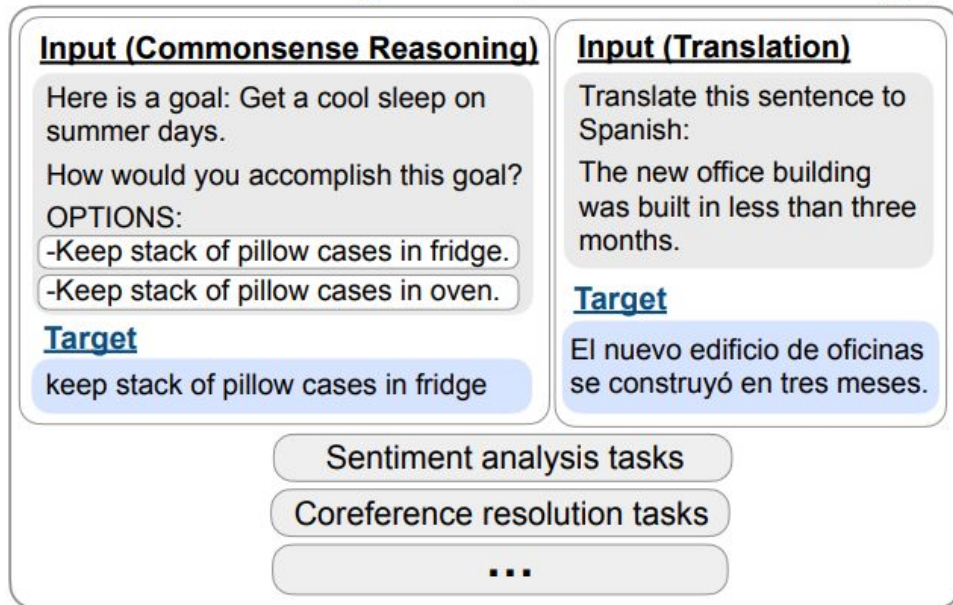 Input (Commonsense Reasoning)
Here is a goal: Get a cool sleep on
summer days.
How would you accomplish this goal?
OPTIONS:
-Keep stack of pillow cases in fridge.
-Keep stack of pillow cases in oven.
Target
keep stack of pillow cases in fridge
Input (Translation)
Translate this sentence to
Spanish:
The new office building
was built in less than three
months.
Target
El nuevo edificio de oficinas
se construyó en tres meses.
Sentiment analysis tasks
Coreference resolution tasks
...